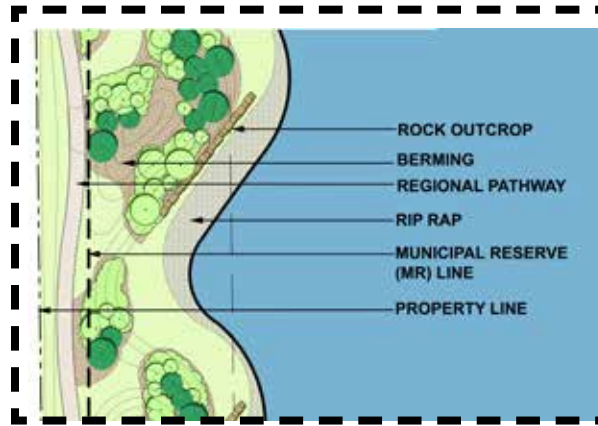 ROCK OUTCROP
BERMING
REGIONAL PATHWAY
RIP RAP
MUNICIPAL RESERVE
(MR) LINE
PROPERTY LINE